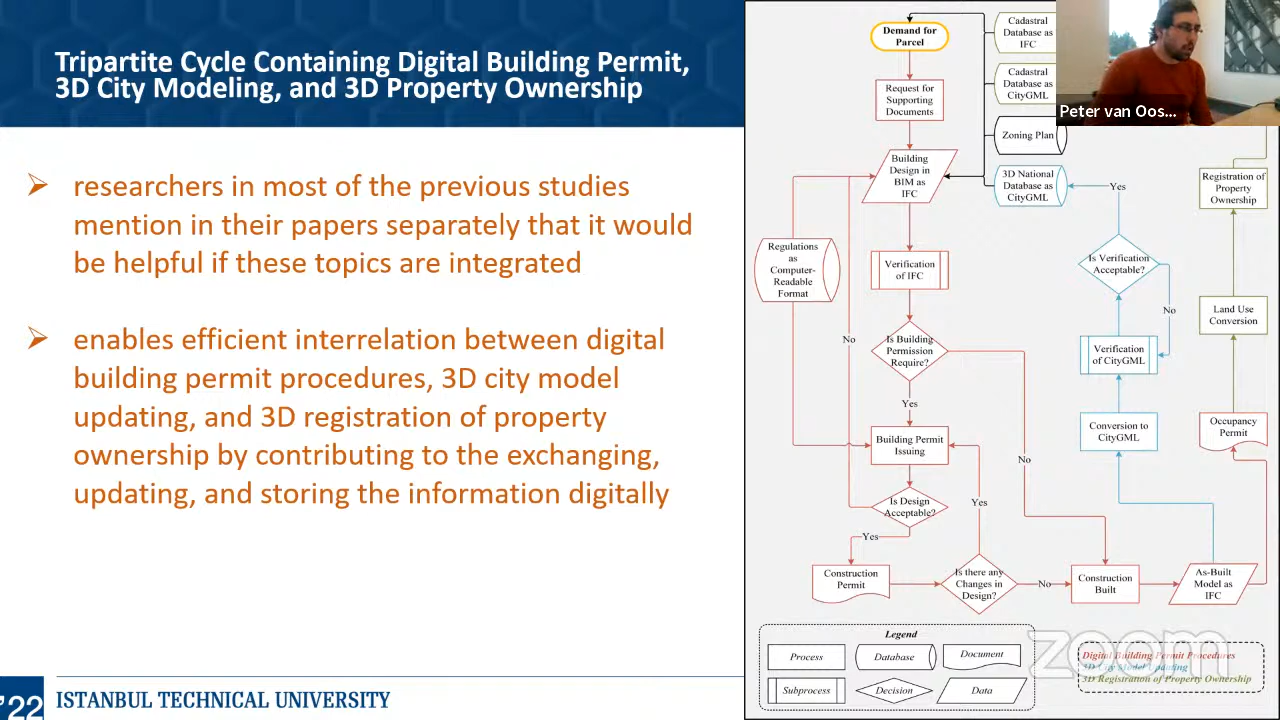 Tripartite Cycle Containing Digital Building Permit,
3D City Modeling, and 3D Property Ownership
researchers in most of the previous studies
mention in their papers separately that it would
be helpful if these topics are integrated
enables efficient interrelation between digital
building permit procedures, 3D city model
updating, and 3D registration of property
ownership by contributing to the exchanging,
updating, and storing the information digitally
'22
ISTANBUL TECHNICAL UNIVERSITY
Demand for
Parcel
Request for
Supporting
Documents
Building
Design in
BIM as
IFC
Cadastral
Database as
IFC
Cadastral
Database as
CityGML
Zoning Plan
3D National
Database as
CityGML
Peter van Oos...
Regulations
as
Computer-
Readable
Format
Verification
of IFC
No
Is Building
Permission
Require?
Yes
Building Permit
Issuing
Is Design
Acceptable?
Yes
Construction
Permit
Yes
Is there any
Changes in
Design?
No
No
Construction
Built
As-Built
Model as
IFC
Conversion to
CityGML
Verification
of CityGML
Is Verification
Acceptable?
No
Yes
Occupancy
Permit
Land Use
Conversion
Registration of
Property
Ownership
Legend
Process
Database
Document
Subprocess
Decision
Data
zoom
Digital Building Permit Procedures
3D City Model Updating
3D Registration of Property Ownership